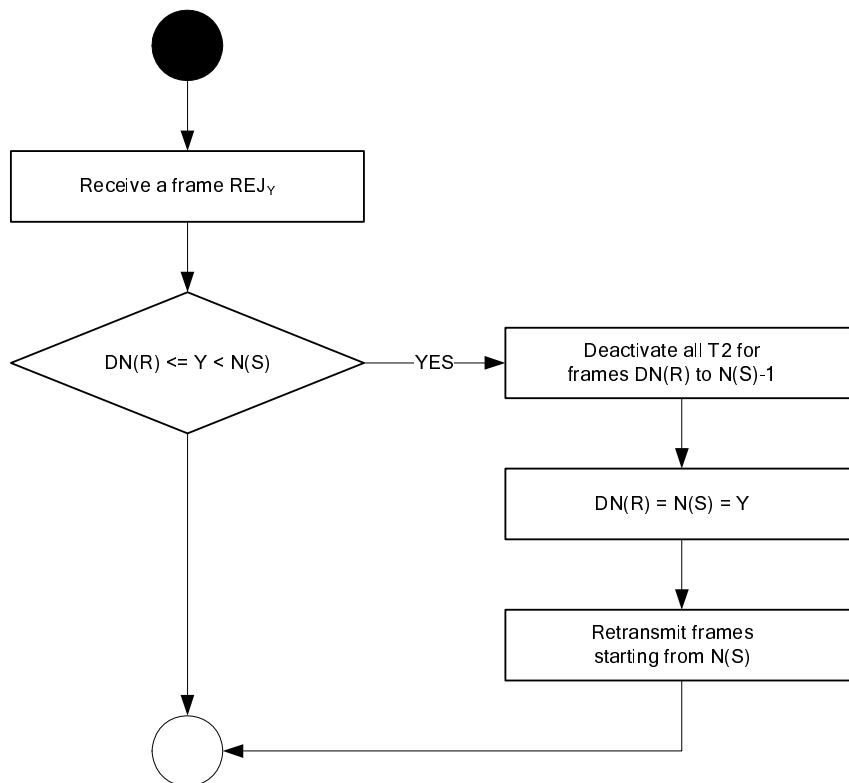 Receive a frame REJY
DN(R) <= Y < N(S)
YES
Deactivate all T2 for
frames DN(R) to N(S)-1
DN(R) = N(S) = Y
Retransmit frames
starting from N(S)